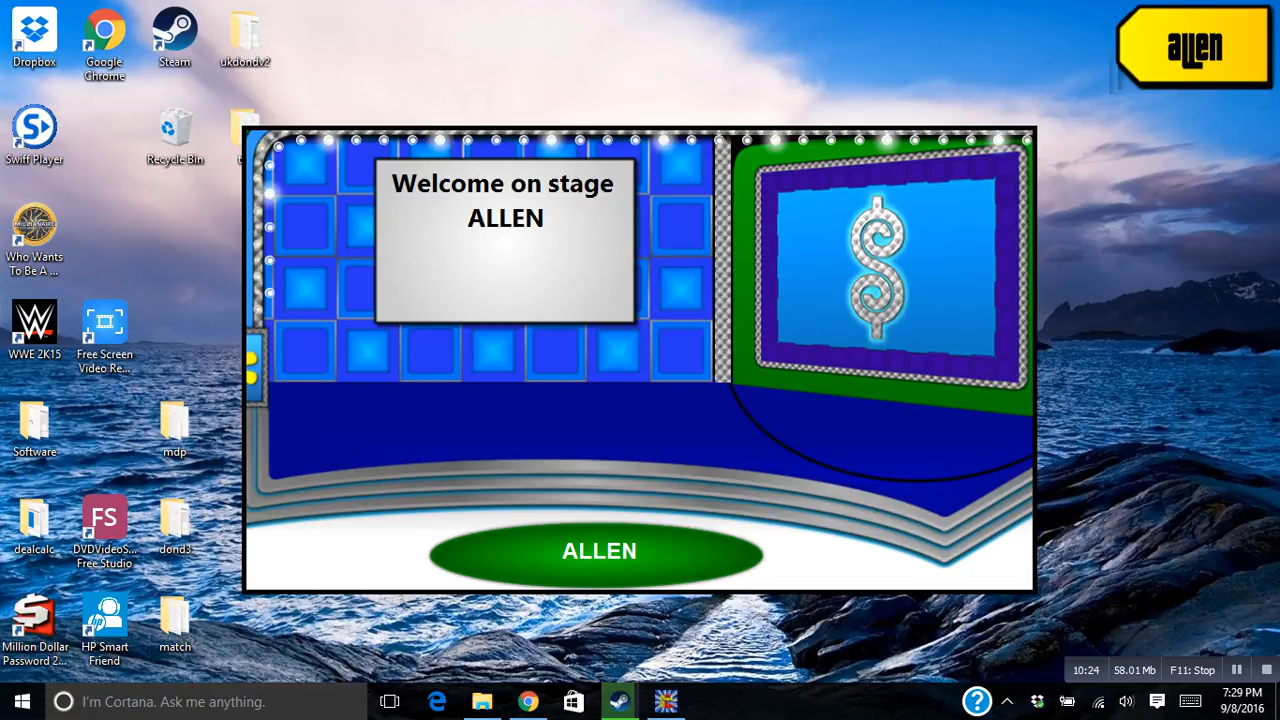 Dropbox
Google
Chrome
Steam
ukdondv2
allen
Swiff Player
Recycle Bin
t
Welcome on stage
ALLEN
MILLIONAIRE
Who Wants
To Be A ...
WWE 2K15
Free Screen
Video Re...
Software
mdp
FS
dealcalc
DVDVideoS...
Free Studio
dond3
ALLEN
hp
Million Dollar
Password 2...
HP Smart
Friend
match
10:24
58.01 Mb
F11: Stop
I'm Cortana. Ask me anything.
7:29 PM
9/8/2016